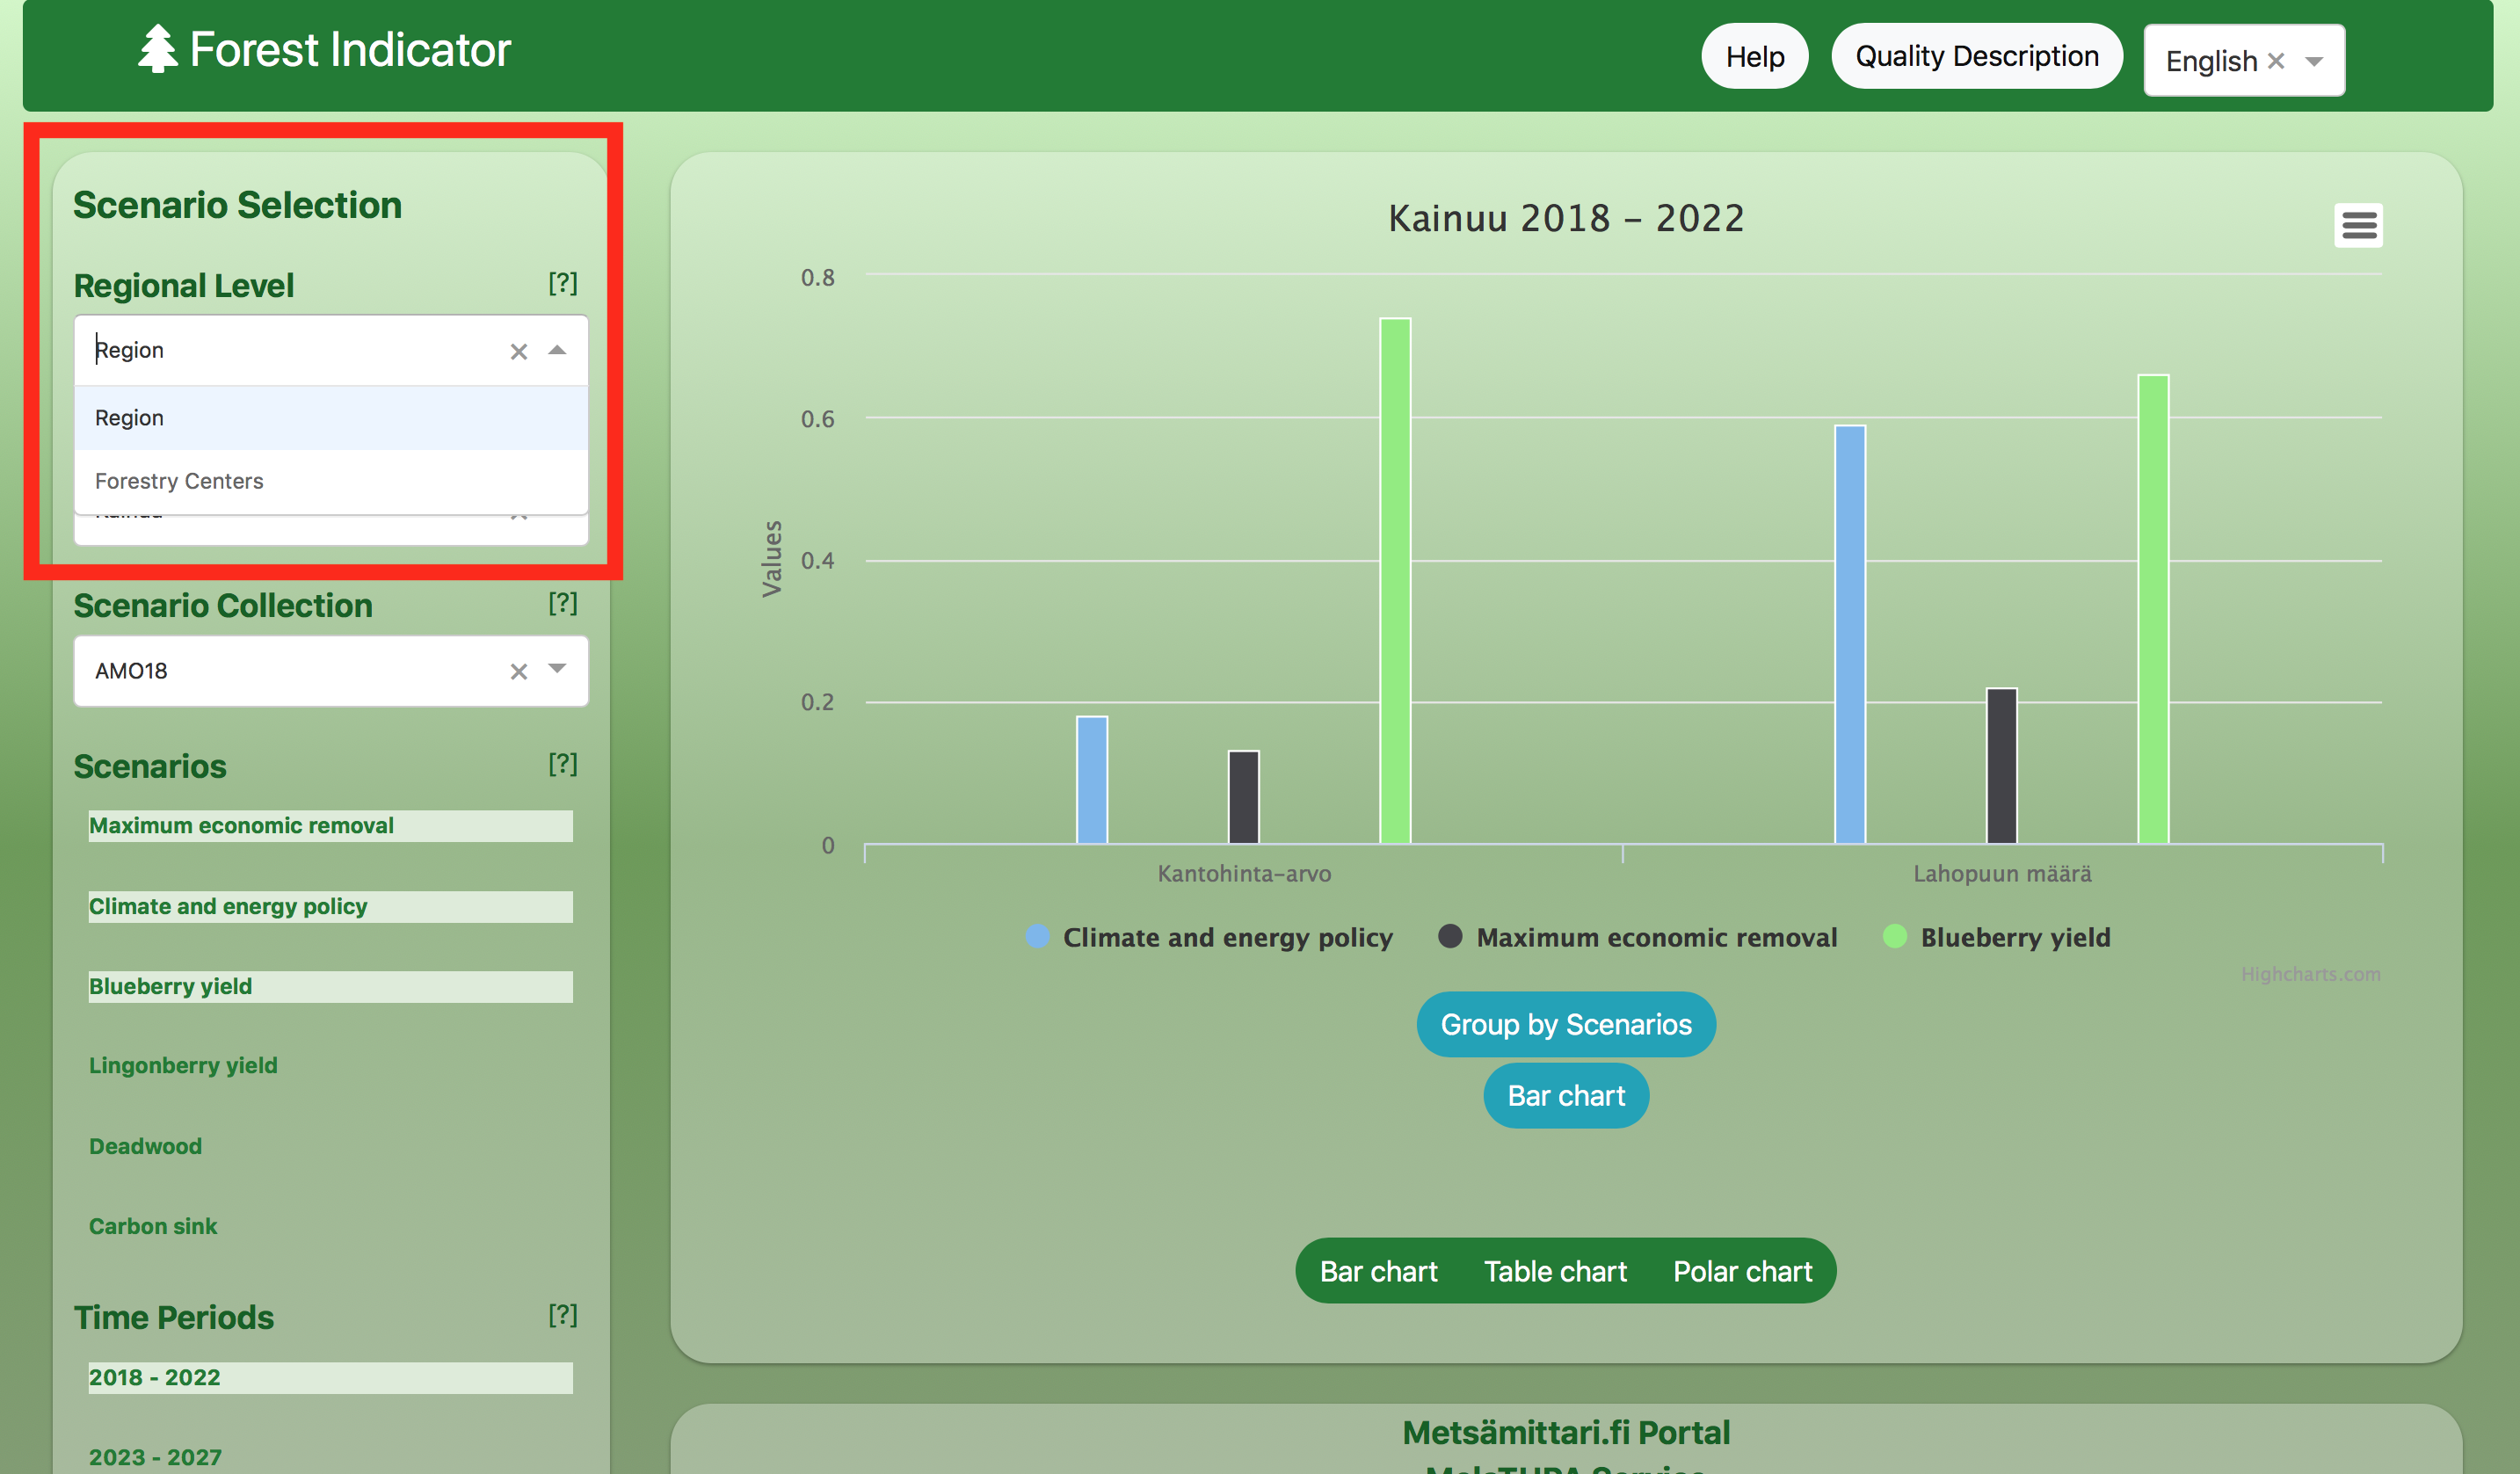 Forest Indicator
Help
Quality Description
English
Scenario Selection
Regional Level [?]
Region
Region
Forestry Centers
Scenario Collection [?]
AMO18
Scenarios [?]
Maximum economic removal
Climate and energy policy
Blueberry yield
Lingonberry yield
Deadwood
Carbon sink
Time Periods [?]
2018 - 2022
2023 - 2027
Kainuu 2018 – 2022
Values
0.8
0.6
0.4
0.2
0
Kantohinta-arvo
Lahopuun määrä
Climate and energy policy
Maximum economic removal
Blueberry yield
Highcharts.com
Group by Scenarios
Bar chart
Bar chart Table chart Polar chart
Metsämittari.fi Portal